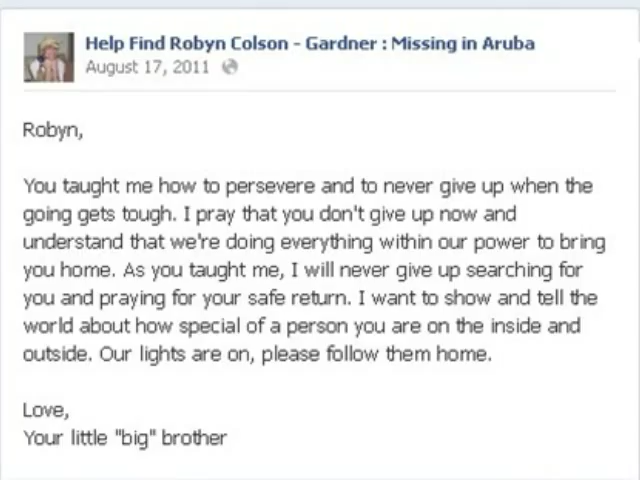 Help Find Robyn Colson - Gardner : Missing in Aruba
August 17, 2011
Robyn,
You taught me how to persevere and to never give up when the
going gets tough. I pray that you don't give up now and
understand that we're doing everything within our power to bring
you home. As you taught me, I will never give up searching for
you and praying for your safe return. I want to show and tell the
world about how special of a person you are on the inside and
outside. Our lights are on, please follow them home.
Love,
Your little "big" brother